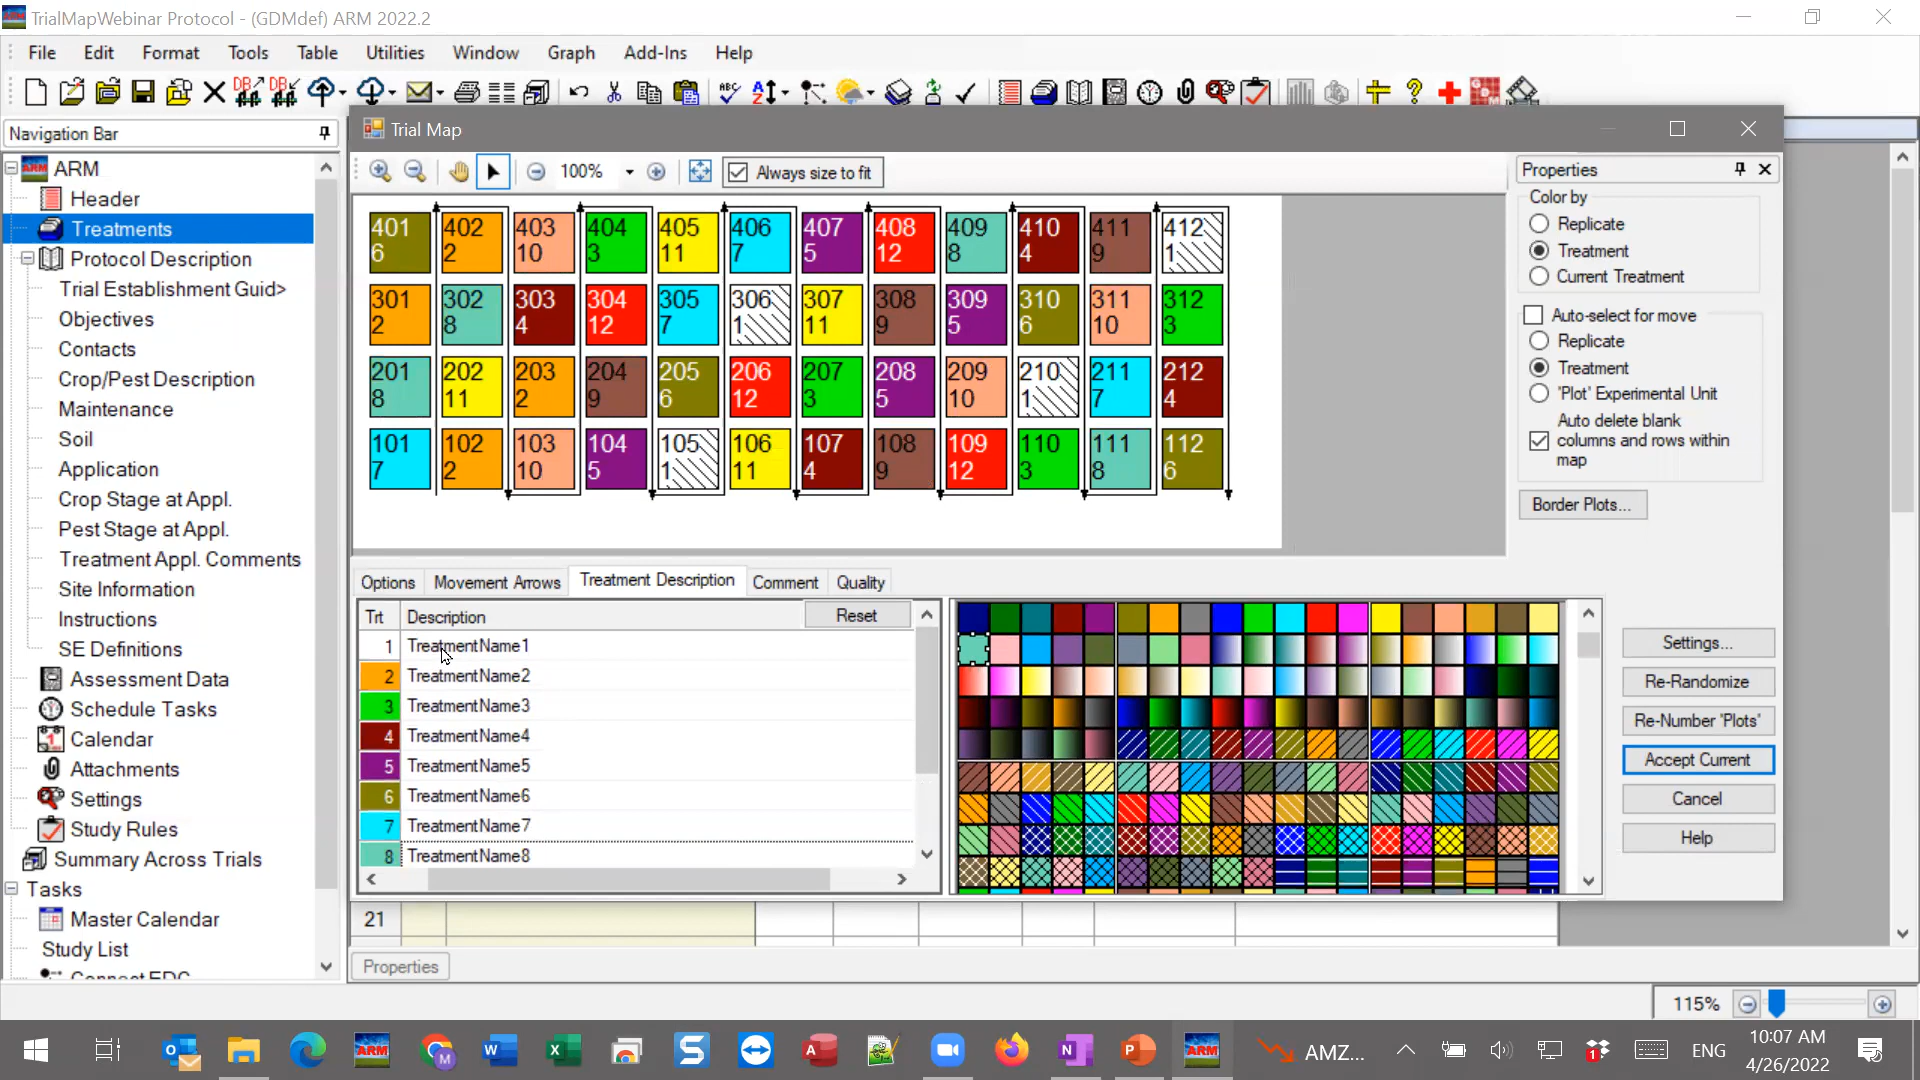 TrialMapWebinar Protocol - (GDMdef) ARM 2022.2
File Edit Format Tools Table Utilities Window Graph Add-Ins Help
Navigation Bar
ARM
Header
Treatments
Protocol Description
Trial Establishment Guid>
Objectives
Contacts
Crop/Pest Description
Maintenance
Soil
Application
Crop Stage at Appl.
Pest Stage at Appl.
Treatment Appl. Comments
Site Information
Instructions
SE Definitions
Assessment Data
Schedule Tasks
Calendar
Attachments
Settings
Study Rules
Summary Across Trials
Tasks
Master Calendar
Study List
Connect EDC
Trial Map
100% Always size to fit
401 402 403 404 405 406 407 408 409 410 411 412
6 2 10 3 11 7 5 12 8 4 9 1
301 302 303 304 305 306 307 308 309 310 311 312
2 8 4 12 7 1 11 9 5 6 10 3
201 202 203 204 205 206 207 208 209 210 211 212
8 11 2 9 6 12 3 5 10 1 7 4
101 102 103 104 105 106 107 108 109 110 111 112
7 2 10 5 1 11 4 9 12 3 8 6
Properties
Color by
Replicate
Treatment
Current Treatment
Auto-select for move
Replicate
Treatment
'Plot' Experimental Unit
Auto delete blank
columns and rows within
map
Border Plots...
Options Movement Arrows Treatment Description Comment Quality
Trt Description Reset
1 TreatmentName1
2 TreatmentName2
3 TreatmentName3
4 TreatmentName4
5 TreatmentName5
6 TreatmentName6
7 TreatmentName7
8 TreatmentName8
Settings...
Re-Randomize
Re-Number 'Plots'
Accept Current
Cancel
Help
21
Properties
115%
AMZ... ENG
10:07 AM
4/26/2022